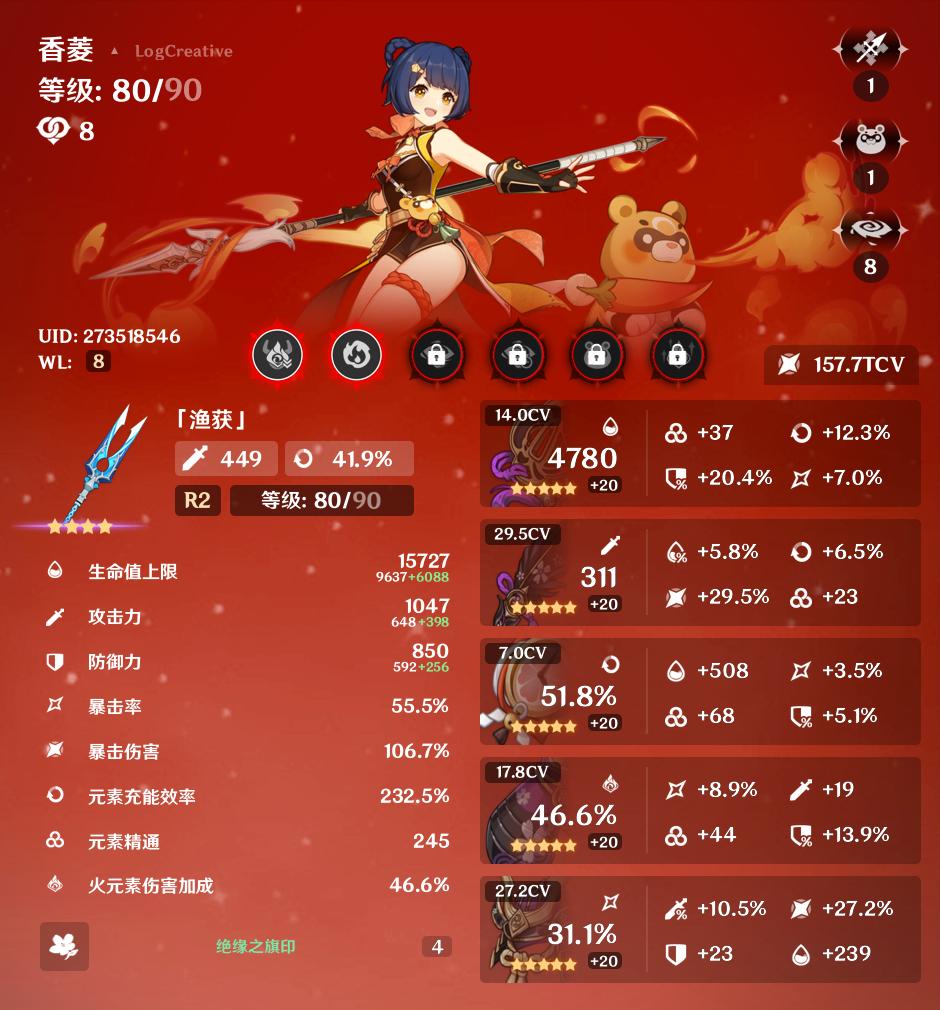 香菱 ▲ LogCreative
等级: 80/90
8
1
1
8
UID: 273518546
WL: 8
157.7TCV
「渔获」
449 41.9%
R2 等级: 80/90
生命值上限 15727
9637+6088
攻击力 1047
648+398
防御力 850
592+256
暴击率 55.5%
暴击伤害 106.7%
元素充能效率 232.5%
元素精通 245
火元素伤害加成 46.6%
绝缘之旗印 4
14.0CV
4780
+20
+37 +12.3%
+20.4% +7.0%
29.5CV
311
+20
+5.8% +6.5%
+29.5% +23
7.0CV
51.8%
+20
+508 +3.5%
+68 +5.1%
17.8CV
46.6%
+20
+8.9% +19
+44 +13.9%
27.2CV
31.1%
+20
+10.5% +27.2%
+23 +239